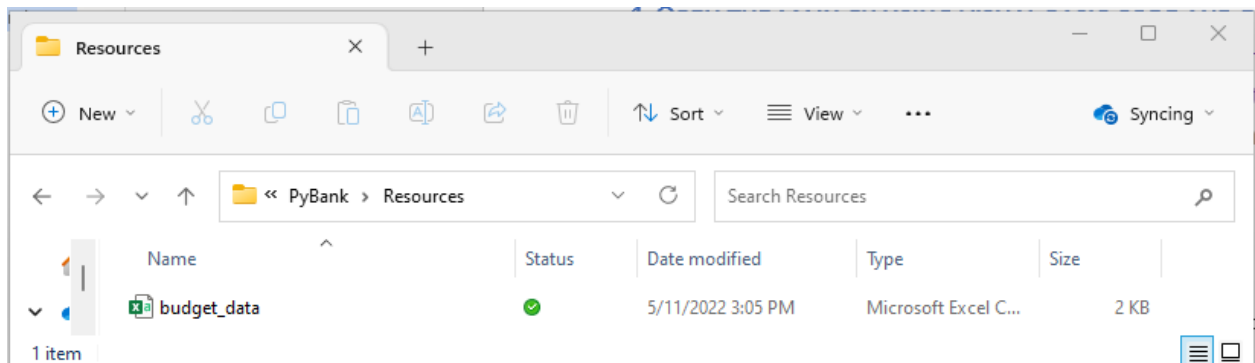 Resources
New
Sort
View
Syncing
« PyBank > Resources
Search Resources
Name Status Date modified Type Size
budget_data 5/11/2022 3:05 PM Microsoft Excel C... 2 KB
1 item